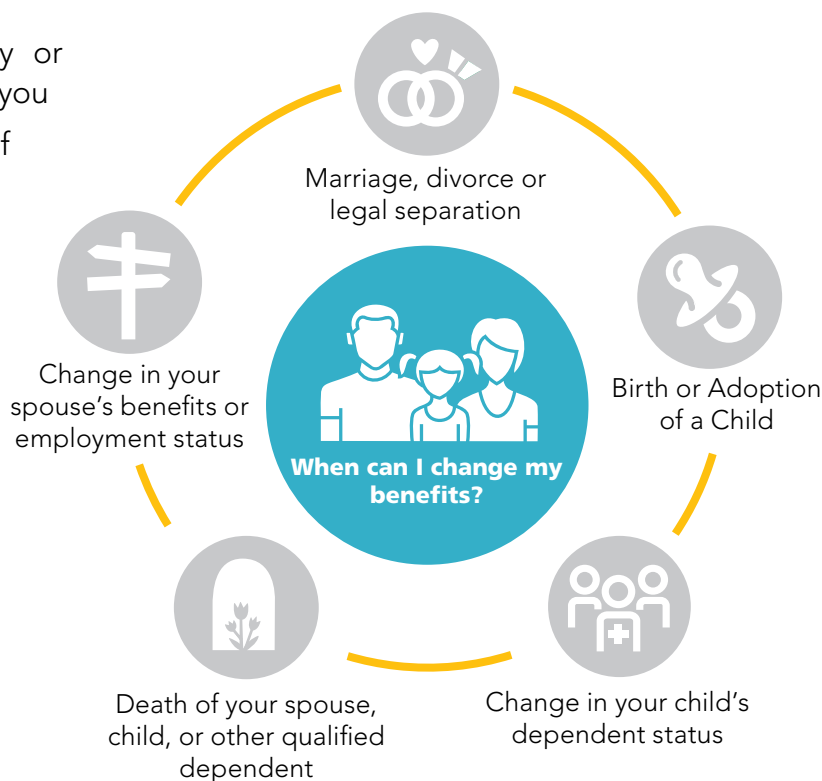 y or
you
f
Marriage, divorce or
legal separation
Birth or Adoption
of a Child
Change in your child's
dependent status
Death of your spouse,
child, or other qualified
dependent
Change in your
spouse's benefits or
employment status
When can I change my
benefits?